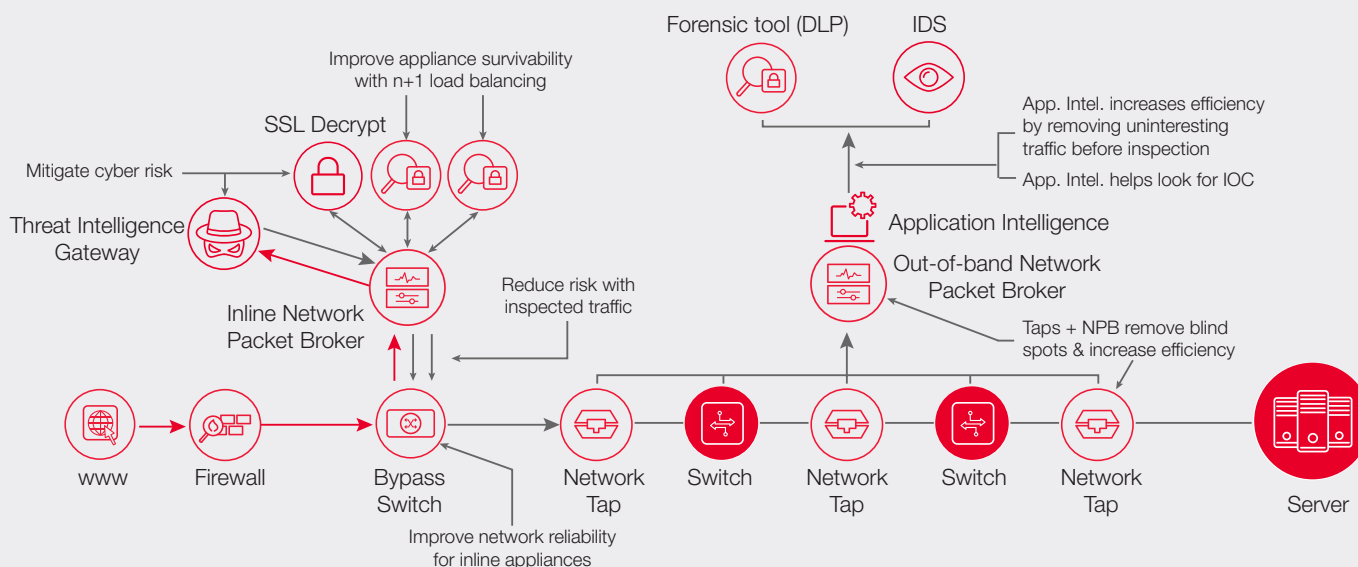 Forensic tool (DLP)
IDS
Improve appliance survivability
with n+1 load balancing
SSL Decrypt
Mitigate cyber risk
Threat Intelligence
Gateway
App. Intel. increases efficiency
by removing uninteresting
traffic before inspection
App. Intel. helps look for IOC
Application Intelligence
Out-of-band Network
Packet Broker
Inline Network
Packet Broker
Reduce risk with
inspected traffic
Taps + NPB remove blind
spots & increase efficiency
www
Firewall
Bypass
Switch
Network
Tap
Switch
Network
Tap
Switch
Network
Tap
Server
Improve network reliability
for inline appliances